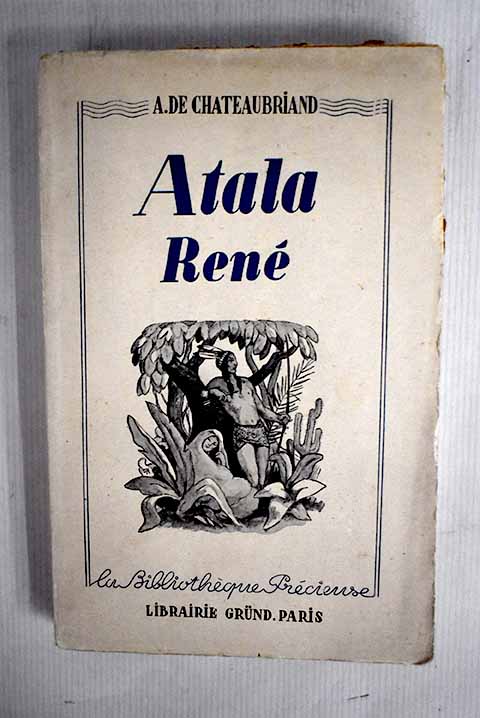 A. DE CHATEAUBRIAND
Atala
René
la Bibliothèque Précieuse
LIBRAIRIE GRÜND. PARIS